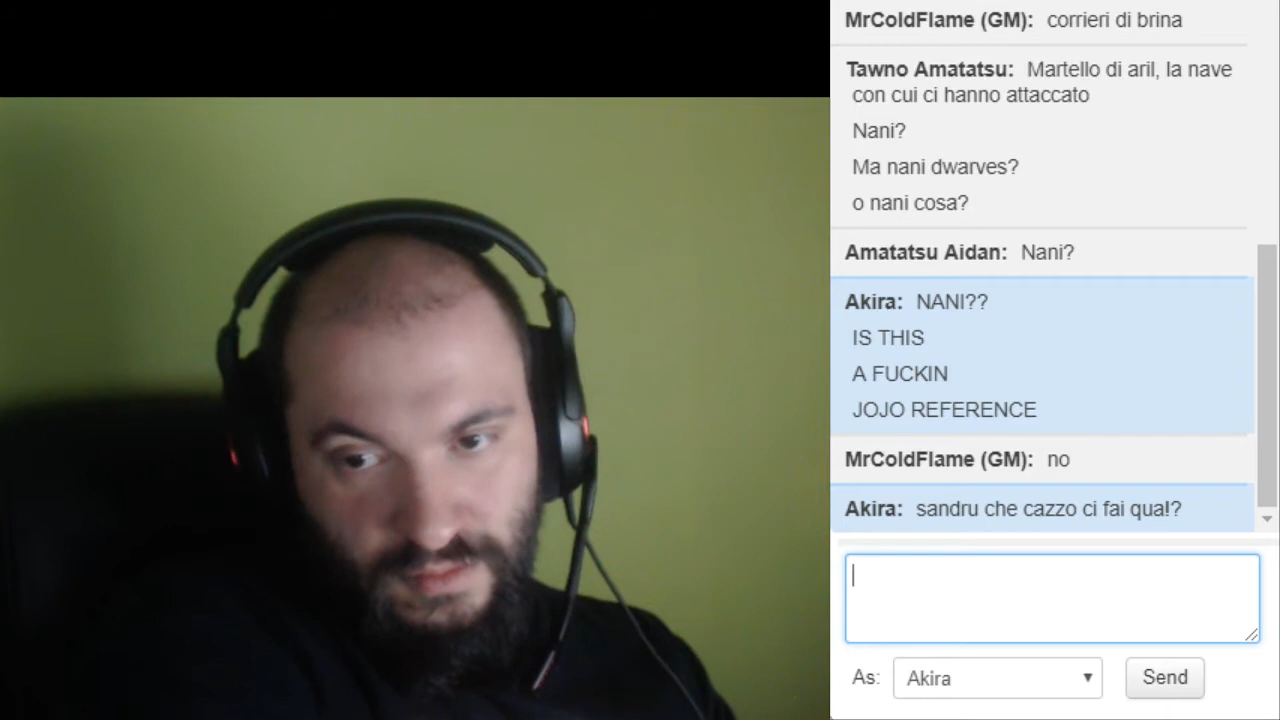 MrColdFlame (GM): corrieri di brina
Tawno Amatatsu: Martello di aril, la nave
con cui ci hanno attaccato
Nani?
Ma nani dwarves?
o nani cosa?
Amatatsu Aidan: Nani?
Akira: NANI??
IS THIS
A FUCKIN
JOJO REFERENCE
MrColdFlame (GM): no
Akira: sandru che cazzo ci fai qua!?
As: Akira Send